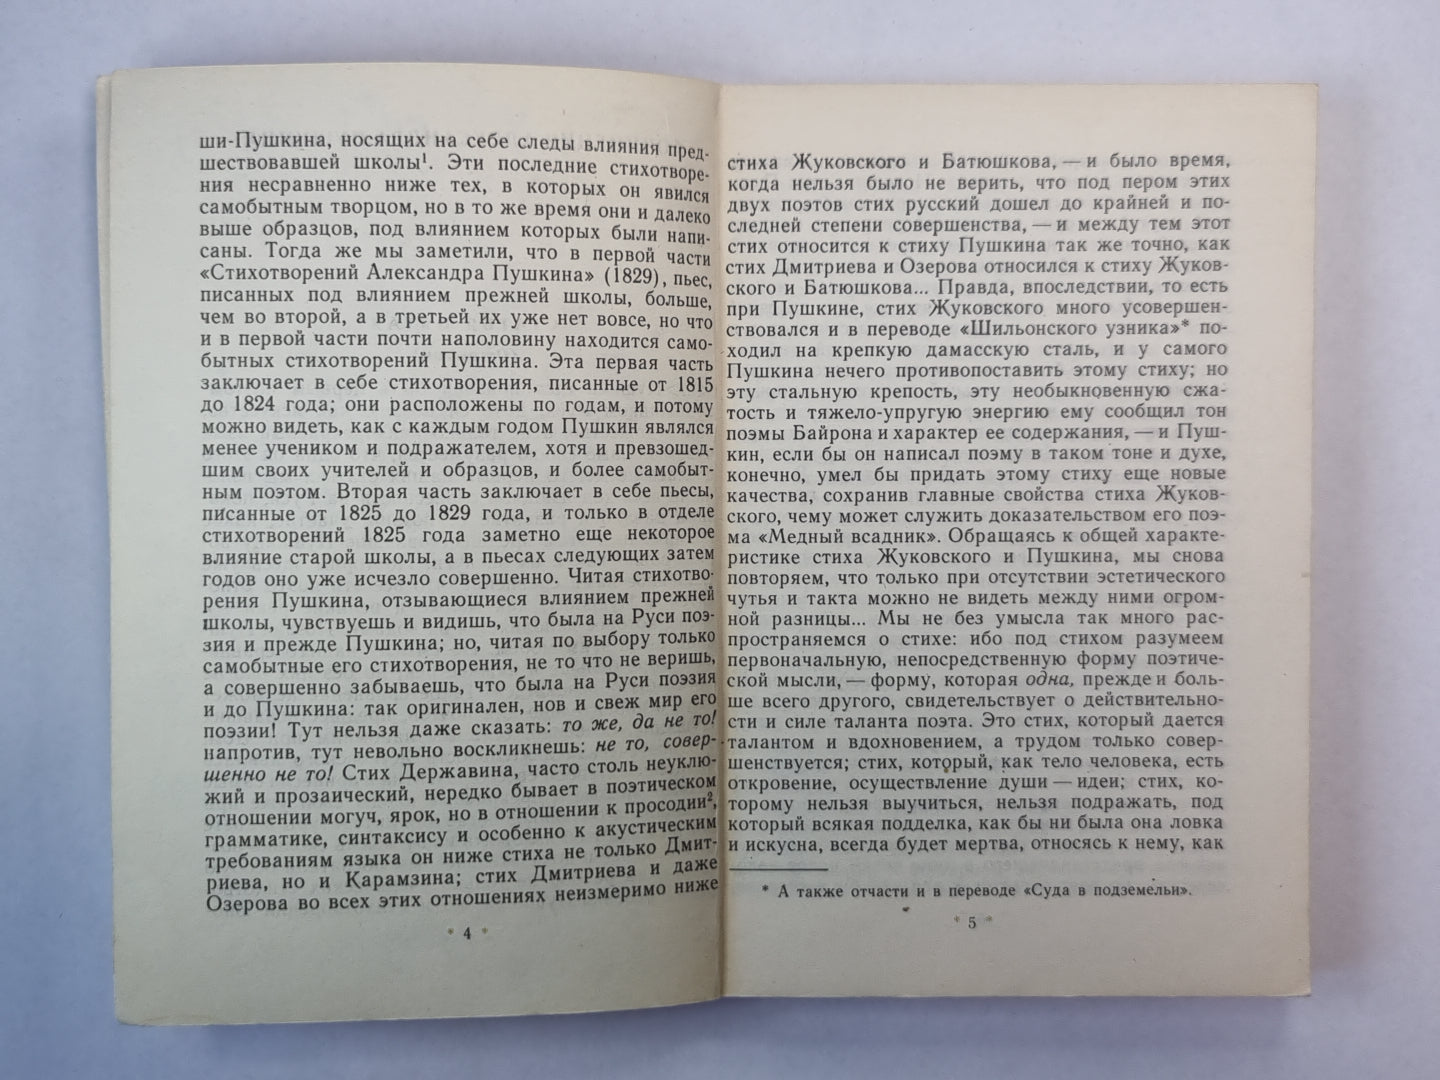 ши-Пушкина, носящих на себе следы влияния пред-
шествовавшей школы¹. Эти последние стихотворе-
ния несравненно ниже тех, в которых он явился
самобытным творцом, но в то же время они и далеко
выше образцов, под влиянием которых были напи-
саны. Тогда же мы заметили, что в первой части
«Стихотворений Александра Пушкина» (1829), пьес,
писанных под влиянием прежней школы, больше,
чем во второй, а в третьей их уже нет вовсе, но что
и в первой части почти наполовину находится само-
бытных стихотворений Пушкина. Эта первая часть
заключает в себе стихотворения, писанные от 1815
до 1824 года; они расположены по годам, и потому
можно видеть, как с каждым годом Пушкин являлся
менее учеником и подражателем, хотя и превзошед-
шим своих учителей и образцов, и более самобыт-
ным поэтом. Вторая часть заключает в себе пьесы,
писанные от 1825 до 1829 года, и только в отделе
стихотворений 1825 года заметно еще некоторое
влияние старой школы, а в пьесах следующих затем
годов оно уже исчезло совершенно. Читая стихотво-
рения Пушкина, отзывающиеся влиянием прежней
школы, чувствуешь и видишь, что была на Руси поэ-
зия и прежде Пушкина; но, читая по выбору только
самобытные его стихотворения, не то что не веришь,
а совершенно забываешь, что была на Руси поэзия
и до Пушкина: так оригинален, нов и свеж мир его
поэзии! Тут нельзя даже сказать: то же, да не то!
напротив, тут невольно воскликнешь: не то, совер-
шенно не то! Стих Державина, часто столь неуклю-
жий и прозаический, нередко бывает в поэтическом
отношении могуч, ярок, но в отношении к просодии²,
грамматике, синтаксису и особенно к акустическим
требованиям языка он ниже стиха не только Дмит-
риева, но и Карамзина; стих Дмитриева и даже
Озерова во всех этих отношениях неизмеримо ниже
* 4 *
стиха Жуковского и Батюшкова, — и было время,
когда нельзя было не верить, что под пером этих
двух поэтов стих русский дошел до крайней и по-
следней степени совершенства, — и между тем этот
стих относится к стиху Пушкина так же точно, как
стих Дмитриева и Озерова относился к стиху Жуков-
ского и Батюшкова... Правда, впоследствии, то есть
при Пушкине, стих Жуковского много усовершен-
ствовался и в переводе «Шильонского узника»* по-
ходил на крепкую дамасскую сталь, и у самого
Пушкина нечего противопоставить этому стиху; но
эту стальную крепость, эту необыкновенную сжа-
тость и тяжело-упругую энергию ему сообщил тон
поэмы Байрона и характер ее содержания, — и Пуш-
кин, если бы он написал поэму в таком тоне и духе,
конечно, умел бы придать этому стиху еще новые
качества, сохранив главные свойства стиха Жуков-
ского, чему может служить доказательством его поэ-
ма «Медный всадник». Обращаясь к общей характе-
ристике стиха Жуковского и Пушкина, мы снова
повторяем, что только при отсутствии эстетического
чутья и такта можно не видеть между ними огром-
ной разницы... Мы не без умысла так много рас-
пространяемся о стихе: ибо под стихом разумеем
первоначальную, непосредственную форму поэтиче-
ской мысли, — форму, которая одна, прежде и боль-
ше всего другого, свидетельствует о действительно-
сти и силе таланта поэта. Это стих, который дается
талантом и вдохновением, а трудом только совер-
шенствуется; стих, который, как тело человека, есть
откровение, осуществление души — идеи; стих, ко-
торому нельзя выучиться, нельзя подражать, под
который всякая подделка, как бы ни была она ловка
и искусна, всегда будет мертва, относясь к нему, как
* А также отчасти и в переводе «Суда в подземельи».
* 5 *